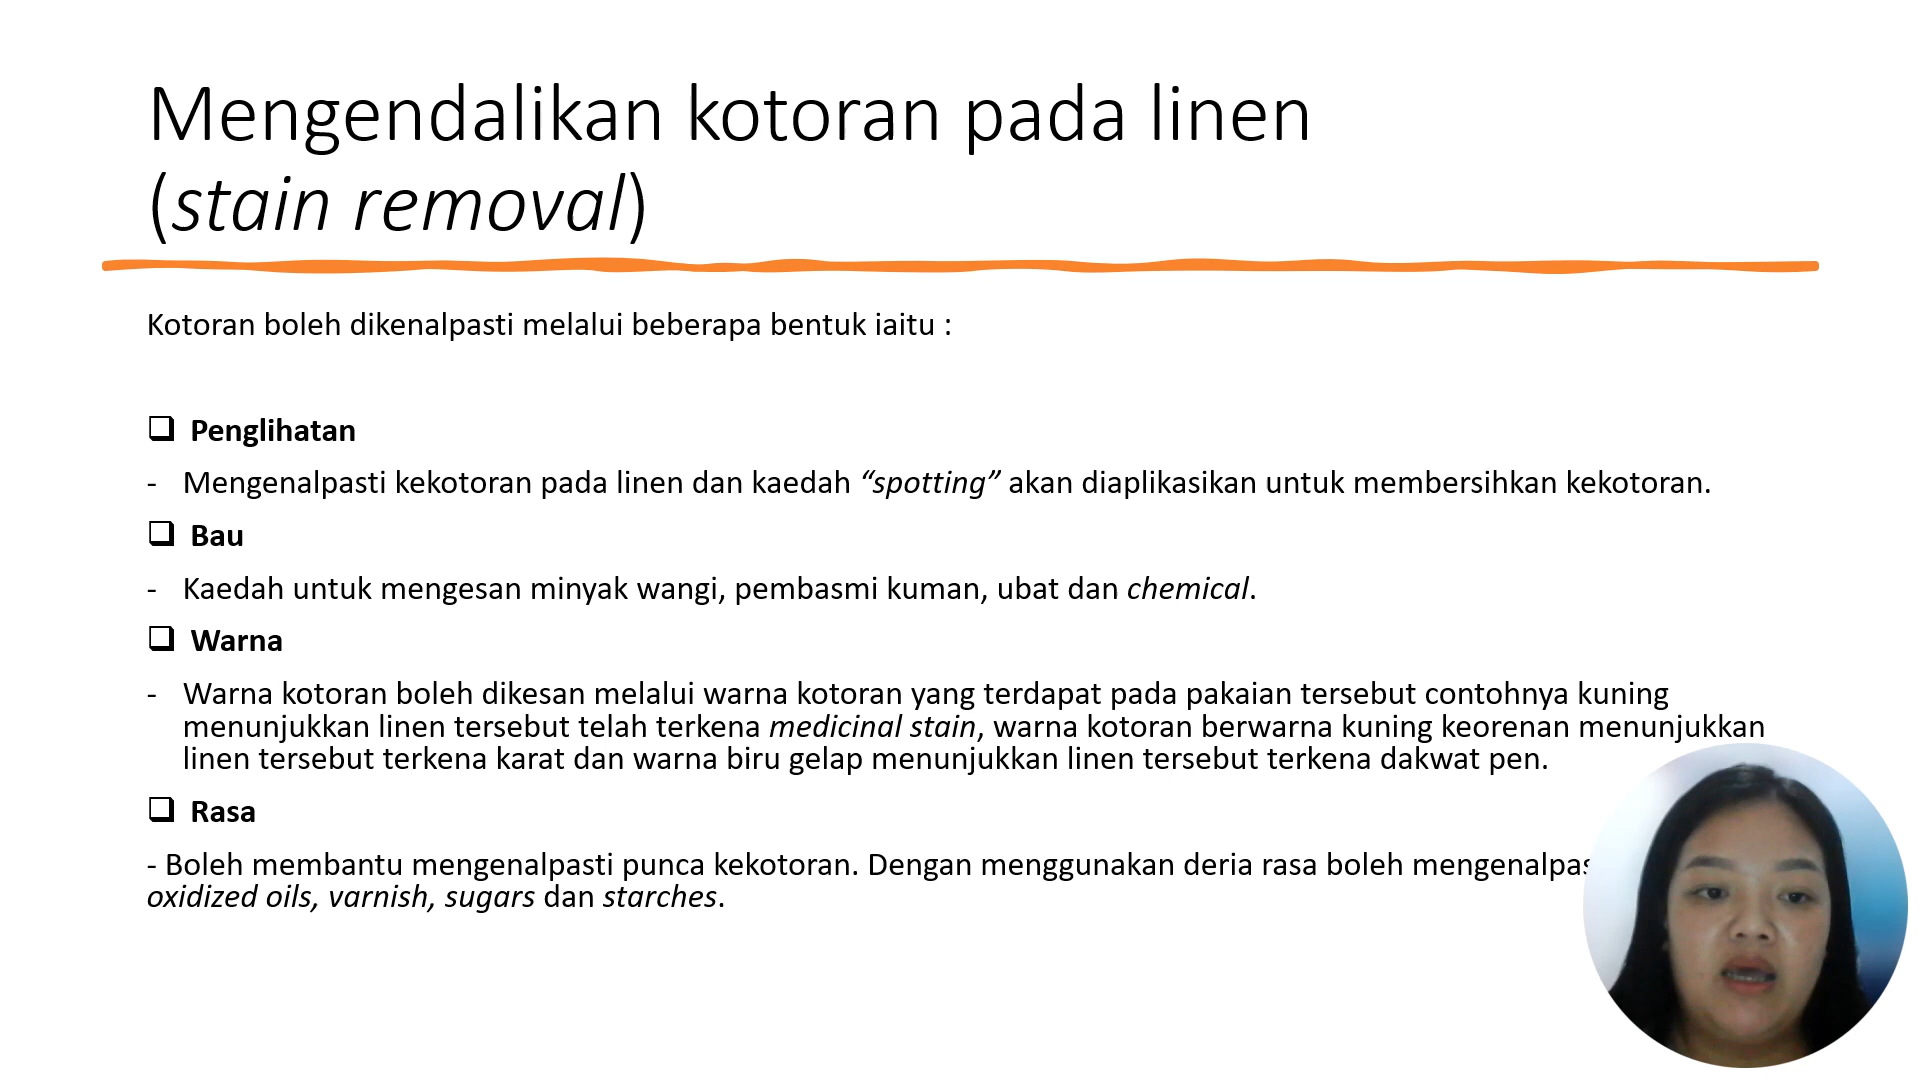 Mengendalikan kotoran pada linen
(stain removal)
Kotoran boleh dikenalpasti melalui beberapa bentuk iaitu :
❑ Penglihatan
- Mengenalpasti kekotoran pada linen dan kaedah “spotting” akan diaplikasikan untuk membersihkan kekotoran.
❑ Bau
- Kaedah untuk mengesan minyak wangi, pembasmi kuman, ubat dan chemical.
❑ Warna
- Warna kotoran boleh dikesan melalui warna kotoran yang terdapat pada pakaian tersebut contohnya kuning
menunjukkan linen tersebut telah terkena medicinal stain, warna kotoran berwarna kuning keorenan menunjukkan
linen tersebut terkena karat dan warna biru gelap menunjukkan linen tersebut terkena dakwat pen.
❑ Rasa
- Boleh membantu mengenalpasti punca kekotoran. Dengan menggunakan deria rasa boleh
oxidized oils, varnish, sugars dan starches.